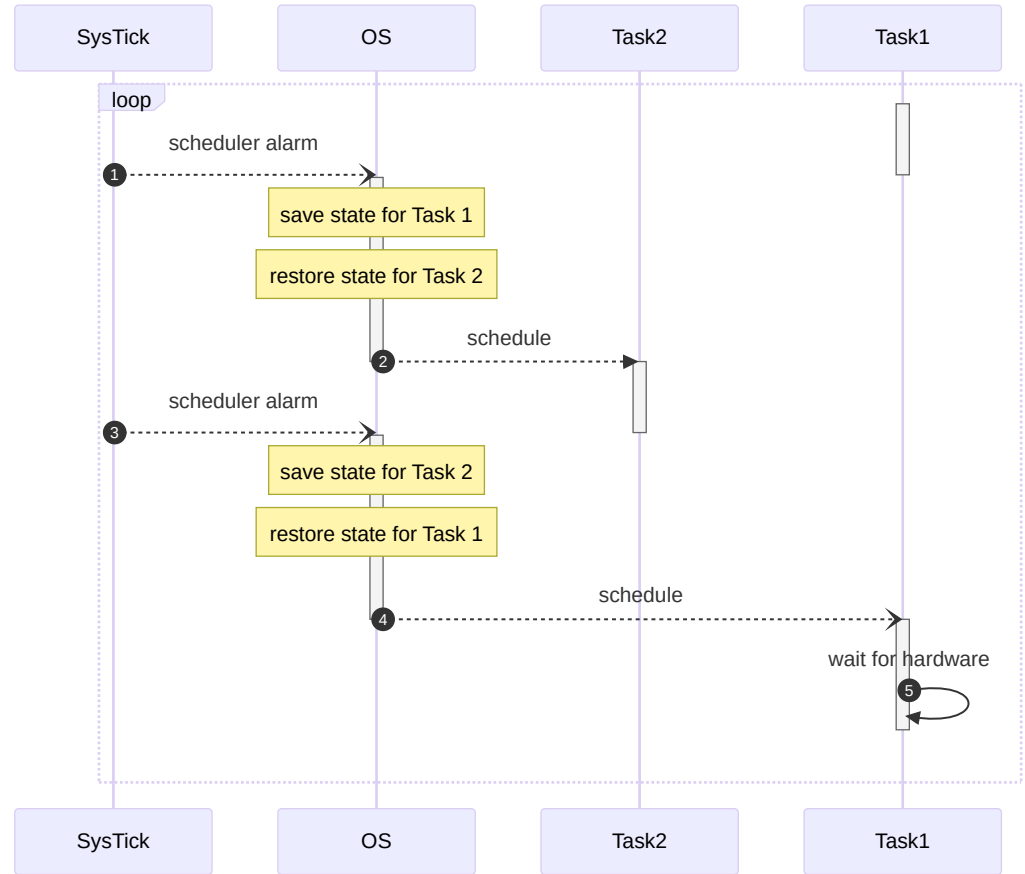 SysTick
OS
Task2
Task1
loop
scheduler alarm
1
save state for Task 1
restore state for Task 2
schedule
2
scheduler alarm
3
save state for Task 2
restore state for Task 1
schedule
4
wait for hardware
5
SysTick
OS
Task2
Task1